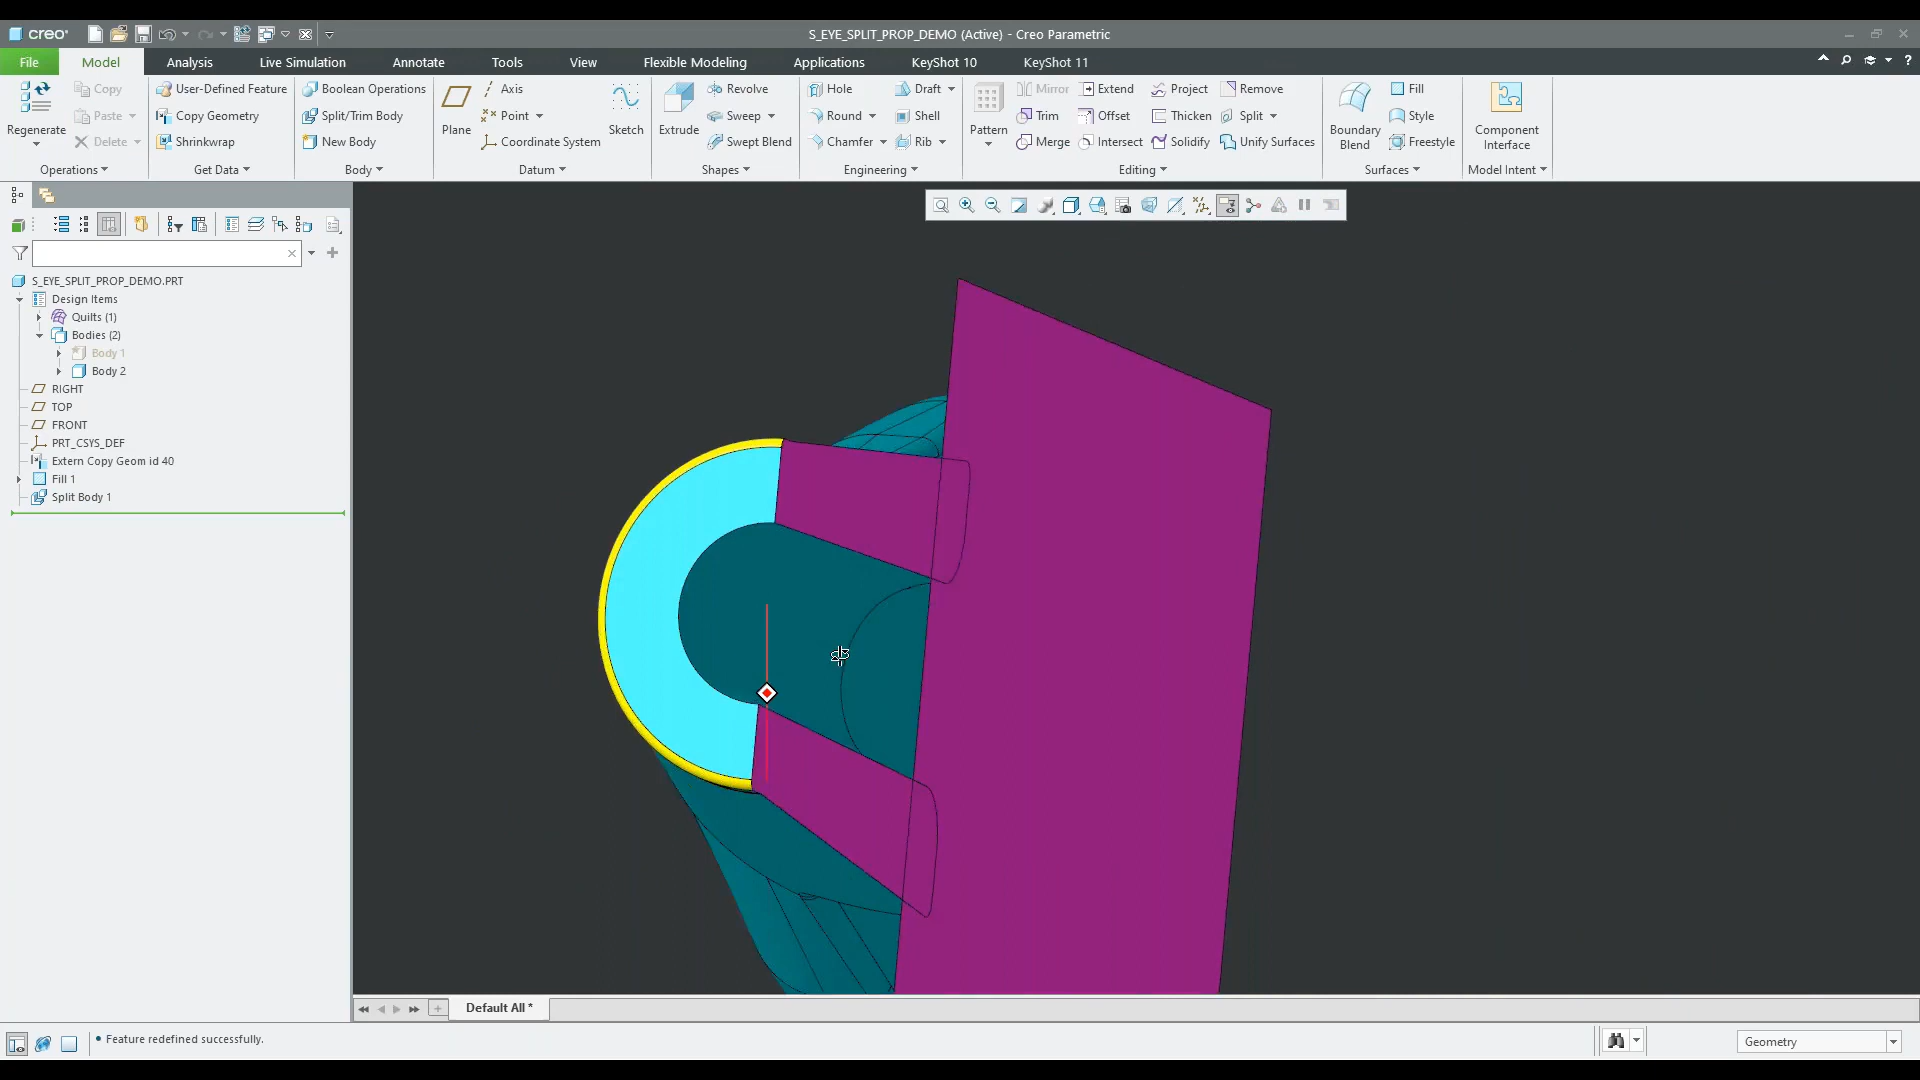 creo
S_EYE_SPLIT_PROP_DEMO (Active) - Creo Parametric
File Model Analysis Live Simulation Annotate Tools View Flexible Modeling Applications KeyShot 10 KeyShot 11
Regenerate
Copy
Paste
Delete
Operations
User-Defined Feature
Copy Geometry
Shrinkwrap
Get Data
Boolean Operations
Split/Trim Body
New Body
Body
Plane
Axis
Point
Coordinate System
Sketch
Datum
Extrude
Revolve
Sweep
Swept Blend
Shapes
Hole
Round
Chamfer
Draft
Shell
Rib
Engineering
Pattern
Mirror
Trim
Merge
Extend
Offset
Intersect
Project
Thicken
Solidify
Remove
Split
Unify Surfaces
Editing
Boundary
Blend
Fill
Style
Freestyle
Surfaces
Component
Interface
Model Intent
S_EYE_SPLIT_PROP_DEMO.PRT
Design Items
Quilts (1)
Bodies (2)
Body 1
Body 2
RIGHT
TOP
FRONT
PRT_CSYS_DEF
Extern Copy Geom id 40
Fill 1
Split Body 1
Default All *
• Feature redefined successfully.
Geometry